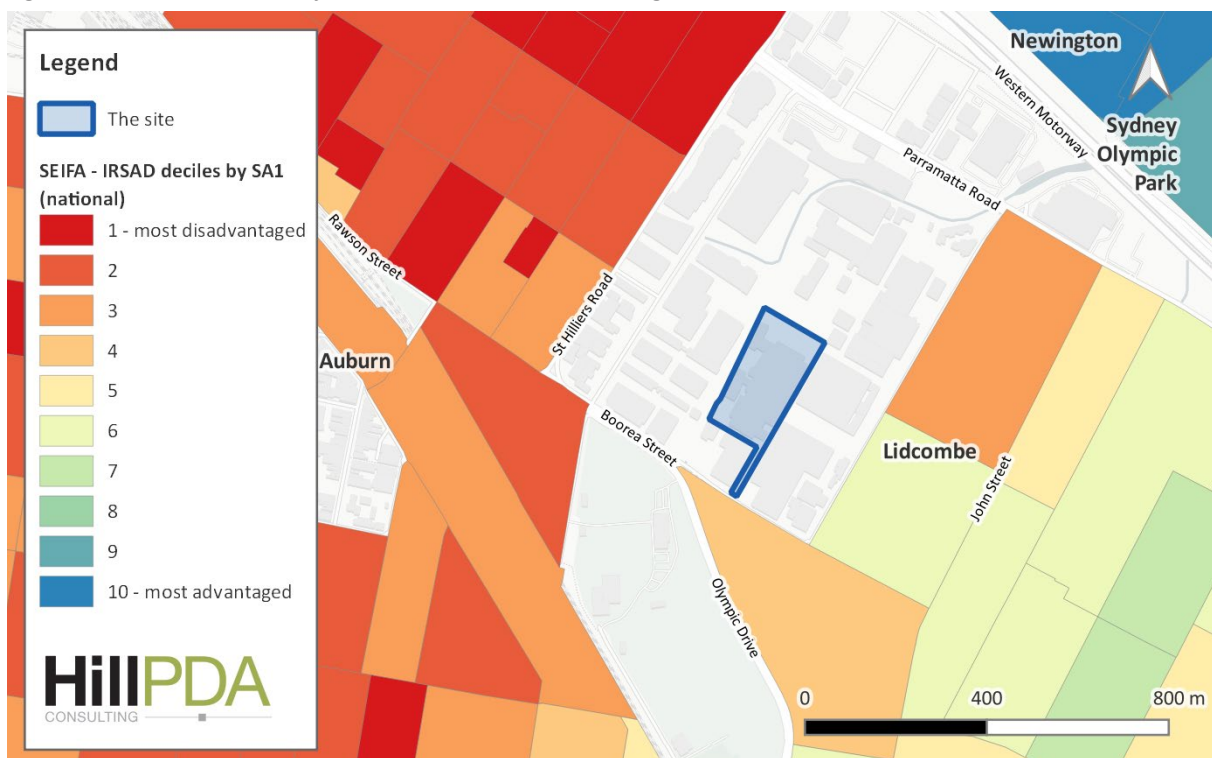 Legend
The site
SEIFA - IRSAD deciles by SA1
(national)
1 - most disadvantaged
2
3
4
5
6
7
8
9
10 - most advantaged
HillPDA
CONSULTING
Newington
Western Motorway
Sydney
Olympic
Park
Parramatta Road
Rawson Street
St Hilliers Road
Auburn
Boorea Street
Lidcombe
John Street
Olympic Drive
0 400 800 m